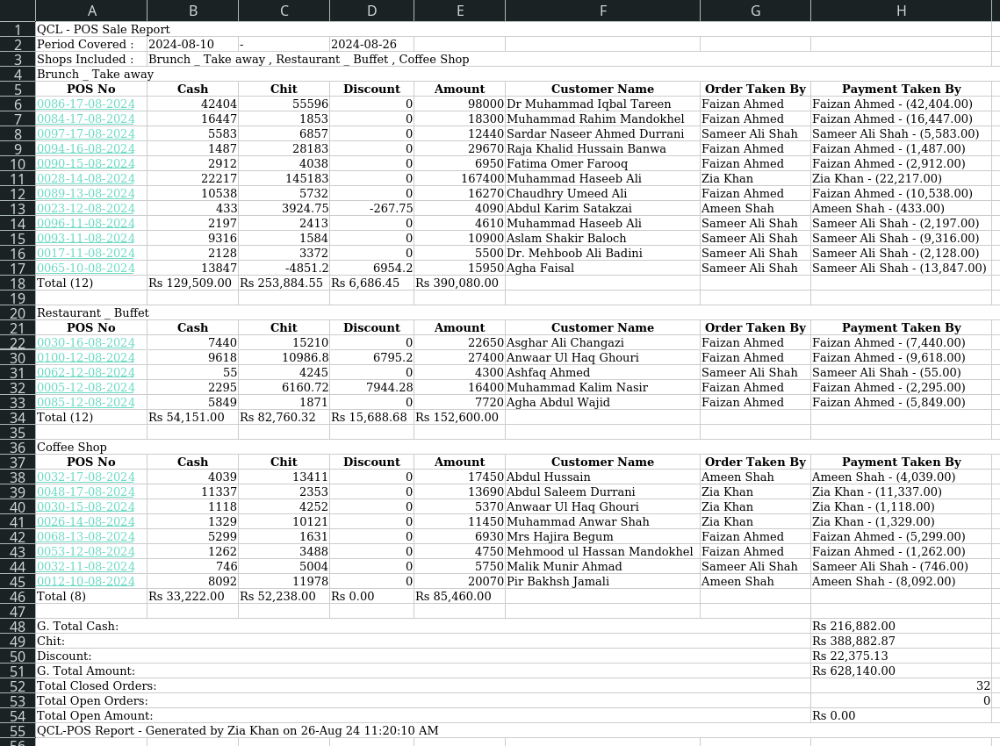 A B C D E F G H
1 QCL - POS Sale Report
2 Period Covered : 2024-08-10 - 2024-08-26
3 Shops Included : Brunch _ Take away , Restaurant _ Buffet , Coffee Shop
4 Brunch _ Take away
5 POS No Cash Chit Discount Amount Customer Name Order Taken By Payment Taken By
6 0086-17-08-2024 42404 55596 0 98000 Dr Muhammad Iqbal Tareen Faizan Ahmed Faizan Ahmed - (42,404.00)
7 0084-17-08-2024 16447 1853 0 18300 Muhammad Rahim Mandokhel Faizan Ahmed Faizan Ahmed - (16,447.00)
8 0097-17-08-2024 5583 6857 0 12440 Sardar Naseer Ahmed Durrani Sameer Ali Shah Sameer Ali Shah - (5,583.00)
9 0094-16-08-2024 1487 28183 0 29670 Raja Khalid Hussain Banwa Faizan Ahmed Faizan Ahmed - (1,487.00)
10 0090-15-08-2024 2912 4038 0 6950 Fatima Omer Farooq Faizan Ahmed Faizan Ahmed - (2,912.00)
11 0028-14-08-2024 22217 145183 0 167400 Muhammad Haseeb Ali Zia Khan Zia Khan - (22,217.00)
12 0089-13-08-2024 10538 5732 0 16270 Chaudhry Umeed Ali Faizan Ahmed Faizan Ahmed - (10,538.00)
13 0023-12-08-2024 433 3924.75 -267.75 4090 Abdul Karim Satakzai Ameen Shah Ameen Shah - (433.00)
14 0096-11-08-2024 2197 2413 0 4610 Muhammad Haseeb Ali Sameer Ali Shah Sameer Ali Shah - (2,197.00)
15 0093-11-08-2024 9316 1584 0 10900 Aslam Shakir Baloch Sameer Ali Shah Sameer Ali Shah - (9,316.00)
16 0017-11-08-2024 2128 3372 0 5500 Dr. Mehboob Ali Badini Sameer Ali Shah Sameer Ali Shah - (2,128.00)
17 0065-10-08-2024 13847 -4851.2 6954.2 15950 Agha Faisal Sameer Ali Shah Sameer Ali Shah - (13,847.00)
18 Total (12) Rs 129,509.00 Rs 253,884.55 Rs 6,686.45 Rs 390,080.00
19
20 Restaurant _ Buffet
21 POS No Cash Chit Discount Amount Customer Name Order Taken By Payment Taken By
22 0030-16-08-2024 7440 15210 0 22650 Asghar Ali Changazi Faizan Ahmed Faizan Ahmed - (7,440.00)
30 0100-12-08-2024 9618 10986.8 6795.2 27400 Anwaar Ul Haq Ghouri Faizan Ahmed Faizan Ahmed - (9,618.00)
31 0062-12-08-2024 55 4245 0 4300 Ashfaq Ahmed Sameer Ali Shah Sameer Ali Shah - (55.00)
32 0005-12-08-2024 2295 6160.72 7944.28 16400 Muhammad Kalim Nasir Faizan Ahmed Faizan Ahmed - (2,295.00)
33 0085-12-08-2024 5849 1871 0 7720 Agha Abdul Wajid Faizan Ahmed Faizan Ahmed - (5,849.00)
34 Total (12) Rs 54,151.00 Rs 82,760.32 Rs 15,688.68 Rs 152,600.00
35
36 Coffee Shop
37 POS No Cash Chit Discount Amount Customer Name Order Taken By Payment Taken By
38 0032-17-08-2024 4039 13411 0 17450 Abdul Hussain Ameen Shah Ameen Shah - (4,039.00)
39 0048-17-08-2024 11337 2353 0 13690 Abdul Saleem Durrani Zia Khan Zia Khan - (11,337.00)
40 0030-15-08-2024 1118 4252 0 5370 Anwaar Ul Haq Ghouri Zia Khan Zia Khan - (1,118.00)
41 0026-14-08-2024 1329 10121 0 11450 Muhammad Anwar Shah Zia Khan Zia Khan - (1,329.00)
42 0068-13-08-2024 5299 1631 0 6930 Mrs Hajira Begum Faizan Ahmed Faizan Ahmed - (5,299.00)
43 0053-12-08-2024 1262 3488 0 4750 Mehmood ul Hassan Mandokhel Faizan Ahmed Faizan Ahmed - (1,262.00)
44 0032-11-08-2024 746 5004 0 5750 Malik Munir Ahmad Sameer Ali Shah Sameer Ali Shah - (746.00)
45 0012-10-08-2024 8092 11978 0 20070 Pir Bakhsh Jamali Ameen Shah Ameen Shah - (8,092.00)
46 Total (8) Rs 33,222.00 Rs 52,238.00 Rs 0.00 Rs 85,460.00
47
48 G. Total Cash: Rs 216,882.00
49 Chit: Rs 388,882.87
50 Discount: Rs 22,375.13
51 G. Total Amount: Rs 628,140.00
52 Total Closed Orders: 32
53 Total Open Orders: 0
54 Total Open Amount: Rs 0.00
55 QCL-POS Report - Generated by Zia Khan on 26-Aug 24 11:20:10 AM